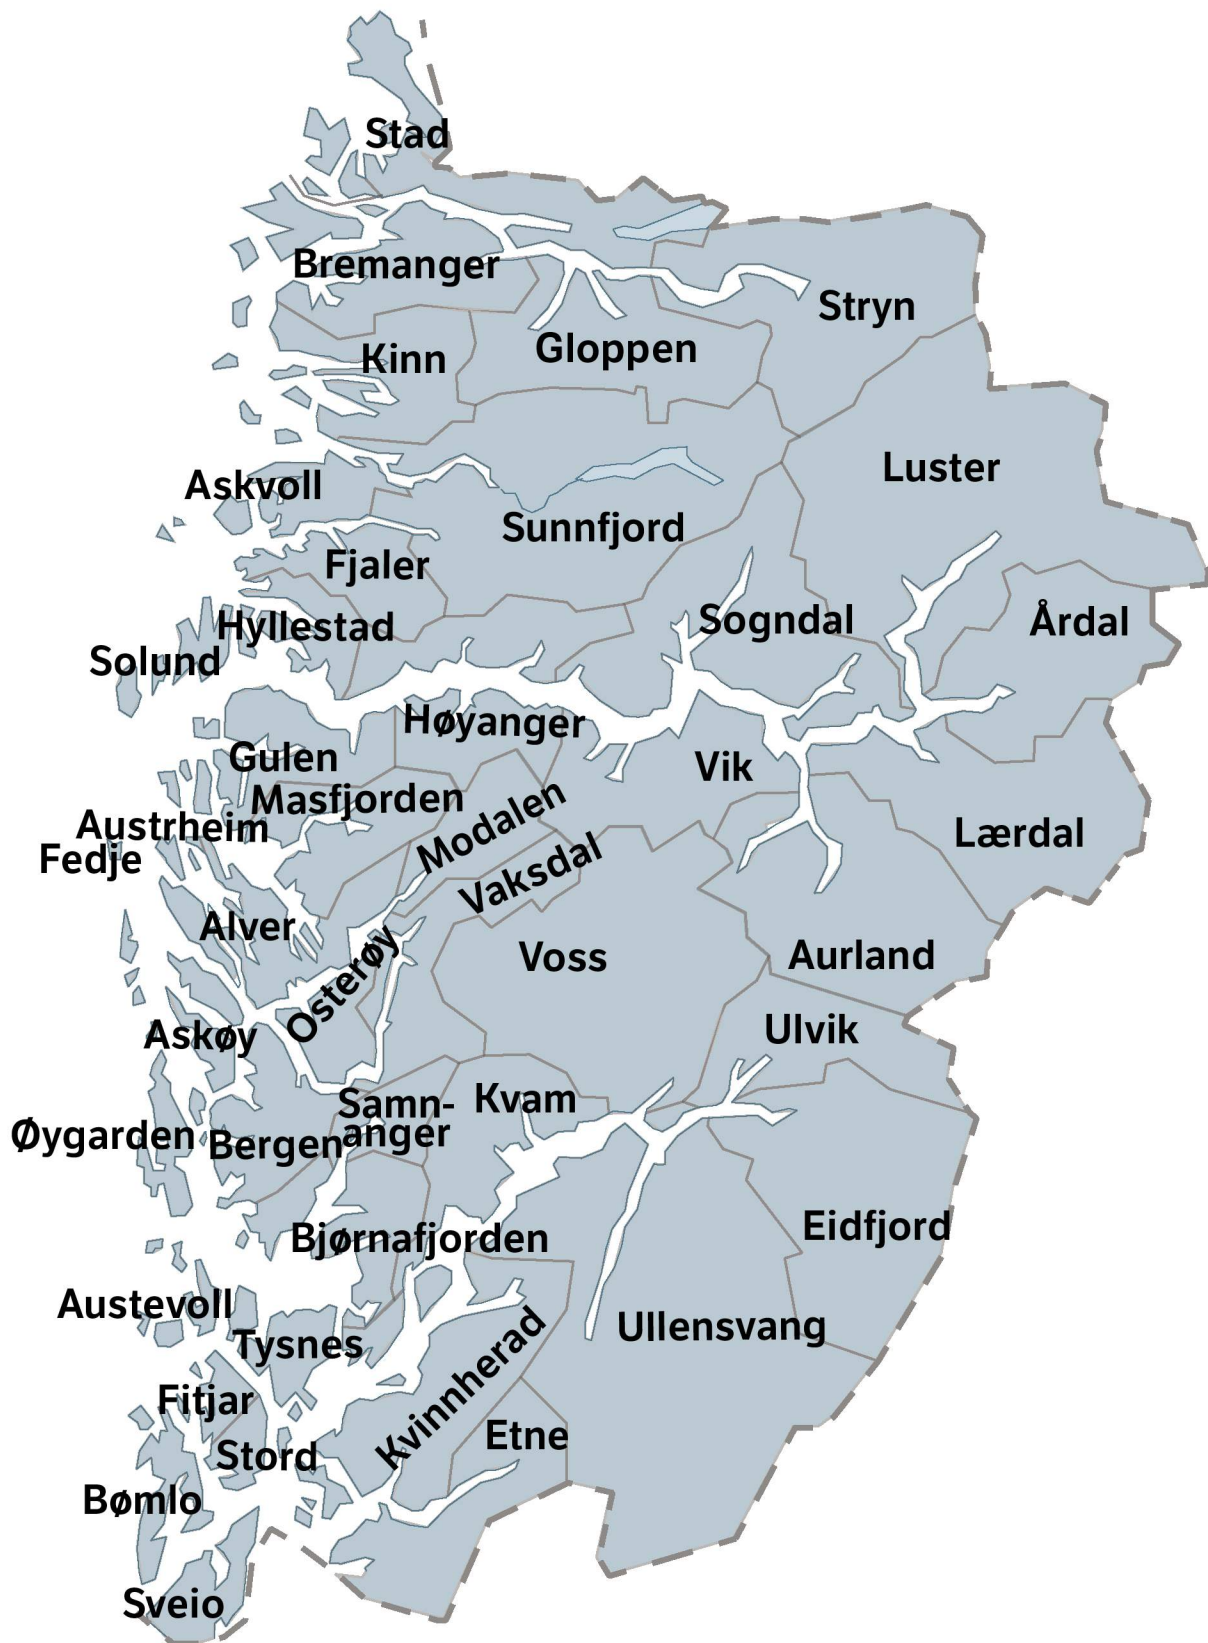 Stad
Bremanger
Stryn
Kinn
Gloppen
Luster
Askvoll
Sunnfjord
Fjaler
Hyllestad
Sogndal
Årdal
Solund
Høyanger
Gulen
Vik
Masfjorden
Modalen
Austrheim
Lærdal
Fedje
Vaksdal
Alver
Voss
Aurland
Osterøy
Askøy
Ulvik
Samn-
anger
Kvam
Øygarden
Bergen
Bjørnafjorden
Eidfjord
Austevoll
Ullensvang
Tysnes
Kvinnherad
Fitjar
Etne
Stord
Bømlo
Sveio